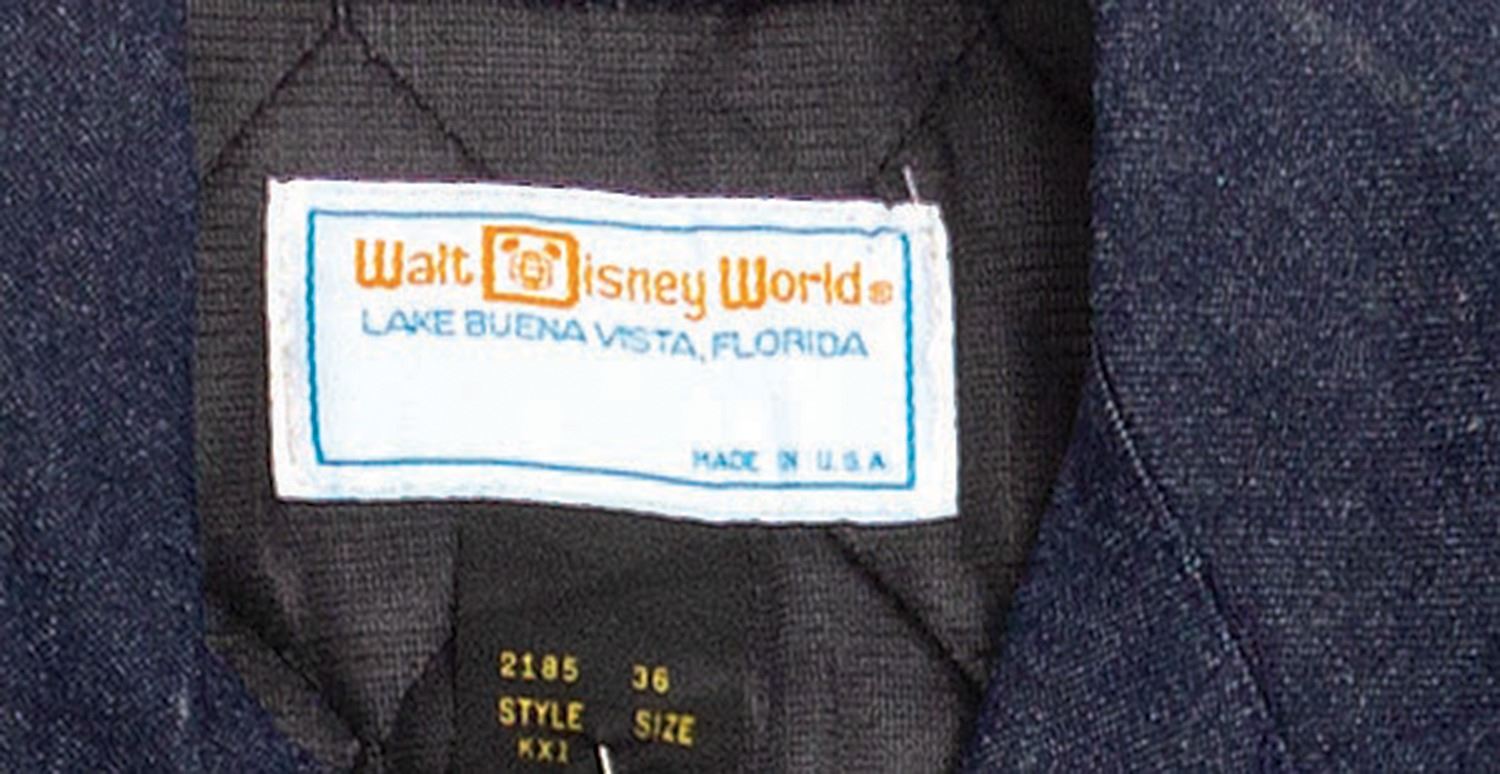 Walt Disney World®
LAKE BUENA VISTA, FLORIDA
MADE IN U.S.A
2185 36
STYLE SIZE
KX1